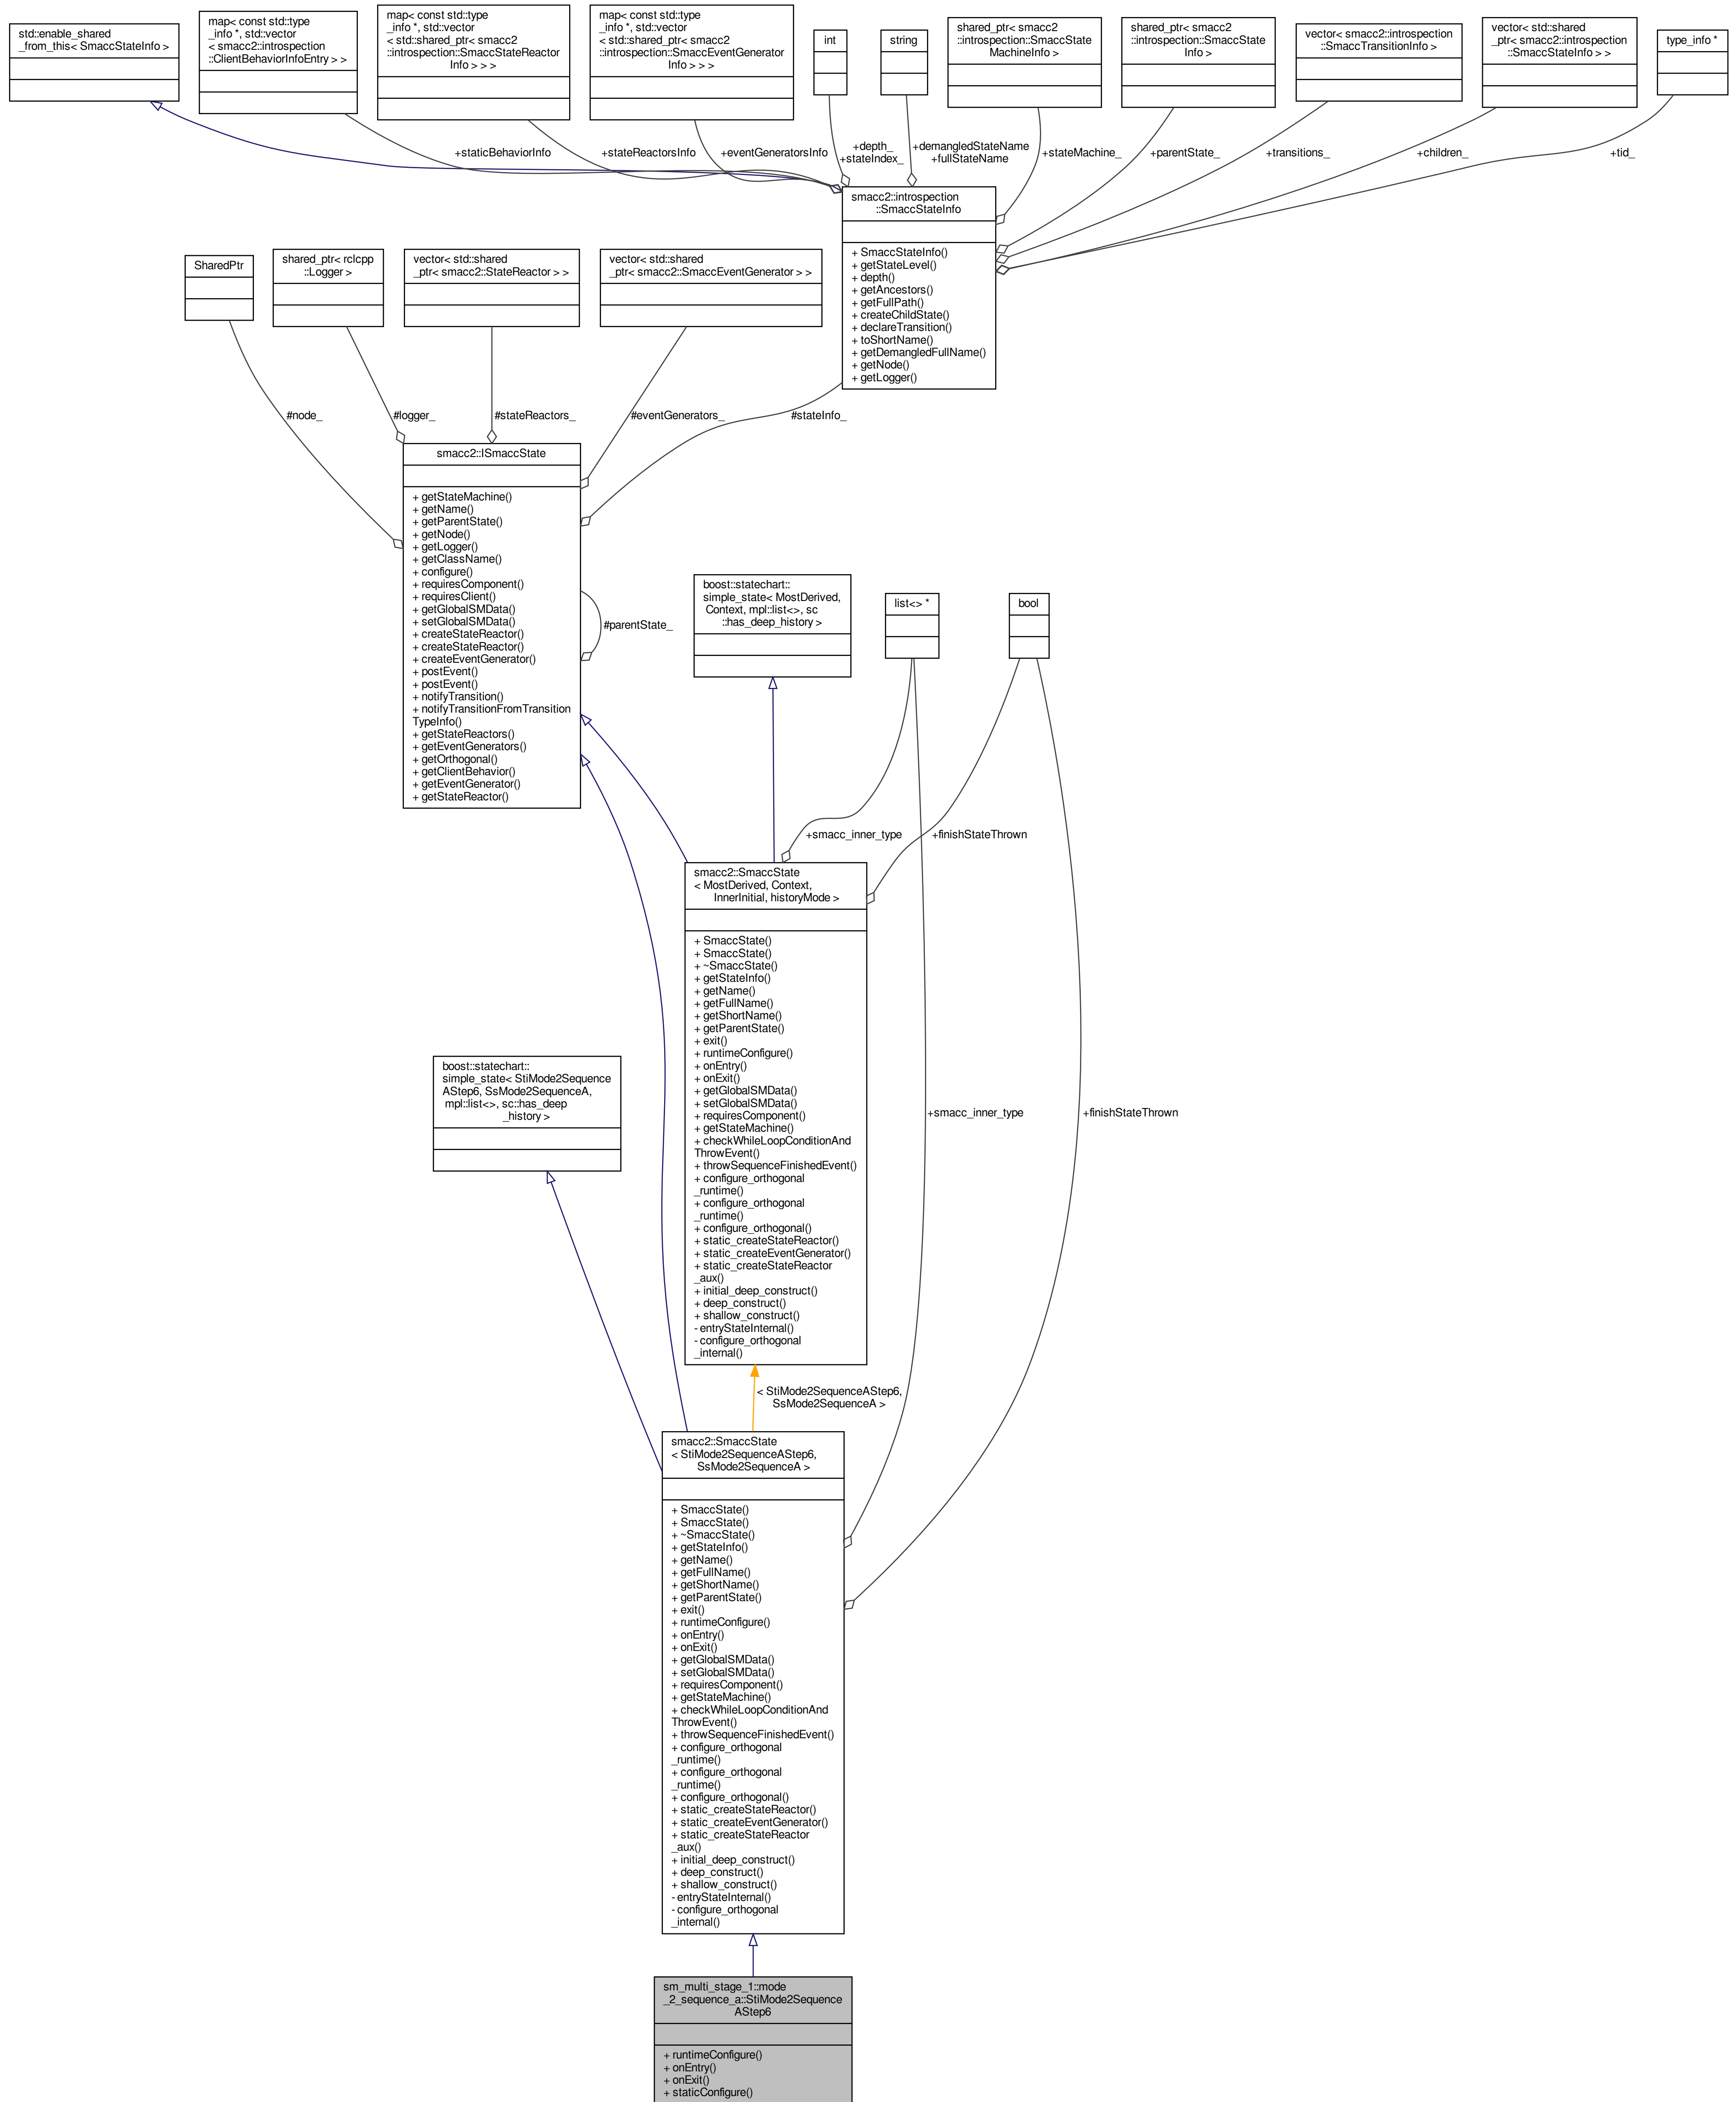 std::enable_shared
_from_this< SmaccStateInfo >
map< const std::type
_info *, std::vector
< smacc2::introspection
::ClientBehaviorInfoEntry > >
map< const std::type
_info *, std::vector
< std::shared_ptr< smacc2
::introspection::SmaccStateReactor
Info > > >
map< const std::type
_info *, std::vector
< std::shared_ptr< smacc2
::introspection::SmaccEventGenerator
Info > > >
int
string
shared_ptr< smacc2
::introspection::SmaccState
MachineInfo >
shared_ptr< smacc2
::introspection::SmaccState
Info >
vector< smacc2::introspection
::SmaccTransitionInfo >
vector< std::shared
_ptr< smacc2::introspection
::SmaccStateInfo > >
type_info *
+staticBehaviorInfo
+stateReactorsInfo
+eventGeneratorsInfo
+depth_
+stateIndex_
+demangledStateName
+fullStateName
+stateMachine_
+parentState_
+transitions_
+children_
+tid_
smacc2::introspection
::SmaccStateInfo
+ SmaccStateInfo()
+ getStateLevel()
+ depth()
+ getAncestors()
+ getFullPath()
+ createChildState()
+ declareTransition()
+ toShortName()
+ getDemangledFullName()
+ getNode()
+ getLogger()
SharedPtr
shared_ptr< rclcpp
::Logger >
vector< std::shared
_ptr< smacc2::StateReactor > >
vector< std::shared
_ptr< smacc2::SmaccEventGenerator > >
#node_
#logger_
#stateReactors_
#eventGenerators_
#stateInfo_
smacc2::ISmaccState
+ getStateMachine()
+ getName()
+ getParentState()
+ getNode()
+ getLogger()
+ getClassName()
+ configure()
+ requiresComponent()
+ requiresClient()
+ getGlobalSMData()
+ setGlobalSMData()
+ createStateReactor()
+ createStateReactor()
+ createEventGenerator()
+ postEvent()
+ postEvent()
+ notifyTransition()
+ notifyTransitionFromTransition
TypeInfo()
+ getStateReactors()
+ getEventGenerators()
+ getOrthogonal()
+ getClientBehavior()
+ getEventGenerator()
+ getStateReactor()
#parentState_
boost::statechart::
simple_state< MostDerived,
Context, mpl::list<>, sc
::has_deep_history >
list<> *
bool
+smacc_inner_type
+finishStateThrown
smacc2::SmaccState
< MostDerived, Context,
InnerInitial, historyMode >
+ SmaccState()
+ SmaccState()
+ ~SmaccState()
+ getStateInfo()
+ getName()
+ getFullName()
+ getShortName()
+ getParentState()
+ exit()
+ runtimeConfigure()
+ onEntry()
+ onExit()
+ getGlobalSMData()
+ setGlobalSMData()
+ requiresComponent()
+ getStateMachine()
+ checkWhileLoopConditionAnd
ThrowEvent()
+ throwSequenceFinishedEvent()
+ configure_orthogonal
_runtime()
+ configure_orthogonal
_runtime()
+ configure_orthogonal()
+ static_createStateReactor()
+ static_createEventGenerator()
+ static_createStateReactor
_aux()
+ initial_deep_construct()
+ deep_construct()
+ shallow_construct()
- entryStateInternal()
- configure_orthogonal
_internal()
boost::statechart::
simple_state< StiMode2Sequence
AStep6, SsMode2SequenceA,
mpl::list<>, sc::has_deep
_history >
+smacc_inner_type
+finishStateThrown
< StiMode2SequenceAStep6,
SsMode2SequenceA >
smacc2::SmaccState
< StiMode2SequenceAStep6,
SsMode2SequenceA >
+ SmaccState()
+ SmaccState()
+ ~SmaccState()
+ getStateInfo()
+ getName()
+ getFullName()
+ getShortName()
+ getParentState()
+ exit()
+ runtimeConfigure()
+ onEntry()
+ onExit()
+ getGlobalSMData()
+ setGlobalSMData()
+ requiresComponent()
+ getStateMachine()
+ checkWhileLoopConditionAnd
ThrowEvent()
+ throwSequenceFinishedEvent()
+ configure_orthogonal
_runtime()
+ configure_orthogonal
_runtime()
+ configure_orthogonal()
+ static_createStateReactor()
+ static_createEventGenerator()
+ static_createStateReactor
_aux()
+ initial_deep_construct()
+ deep_construct()
+ shallow_construct()
- entryStateInternal()
- configure_orthogonal
_internal()
sm_multi_stage_1::mode
_2_sequence_a::StiMode2Sequence
AStep6
+ runtimeConfigure()
+ onEntry()
+ onExit()
+ staticConfigure()